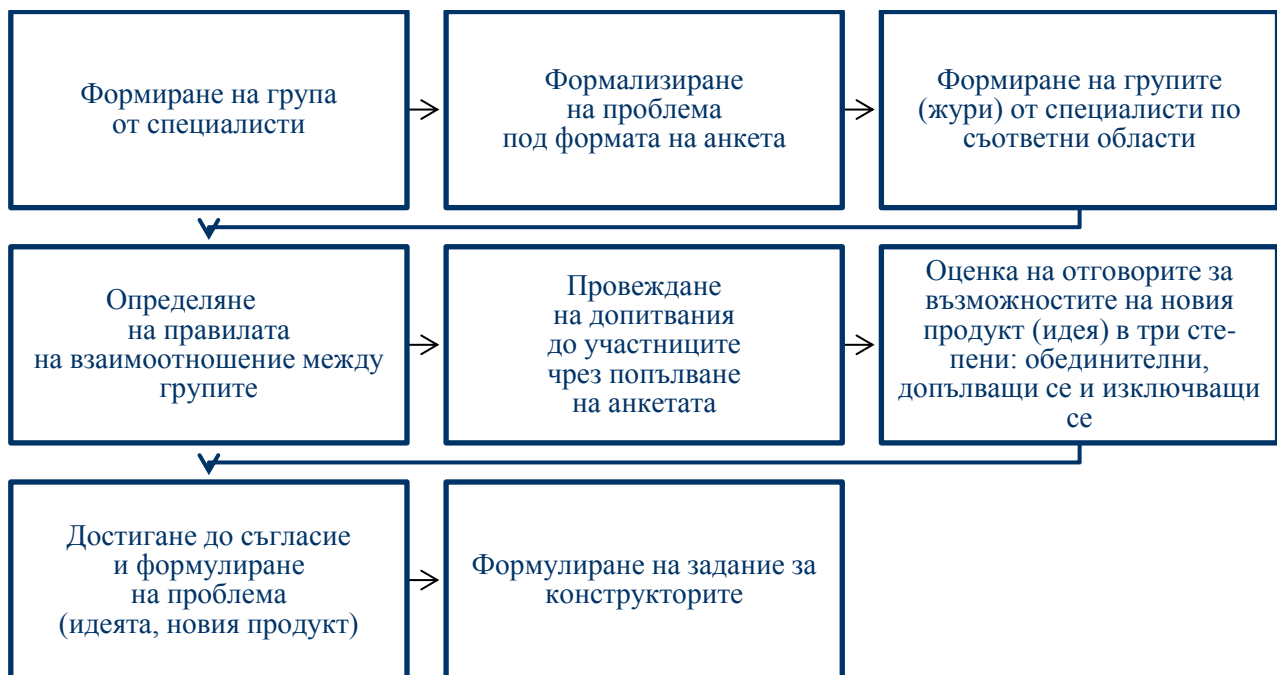 Формиране на група
от специалисти
Формализиране
на проблема
под формата на анкета
Формиране на групите
(жури) от специалисти по
съответни области
Определяне
на правилата
на взаимоотношение между
групите
Провеждане
на допитвания
до участниците
чрез попълване
на анкетата
Оценка на отговорите за
възможностите на новия
продукт (идея) в три сте-
пени: обединителни,
допълващи се и изключващи
се
Достигане до съгласие
и формулиране
на проблема
(идеята, новия продукт)
Формулиране на задание за
конструкторите